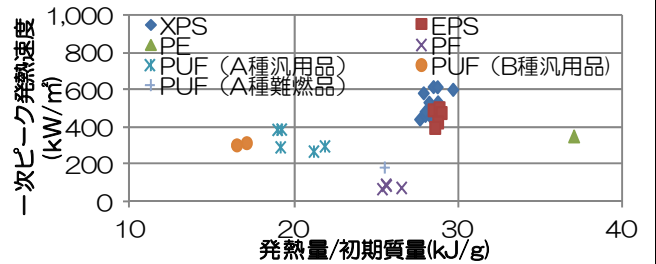 一次ピーク発熱速度
(kW/㎡)
1,000
800
600
400
200
0
XPS
EPS
PE
PF
PUF（A種汎用品）
PUF（B種汎用品)
PUF（A種難燃品）
10
20
30
40
発熱量/初期質量(kJ/g)